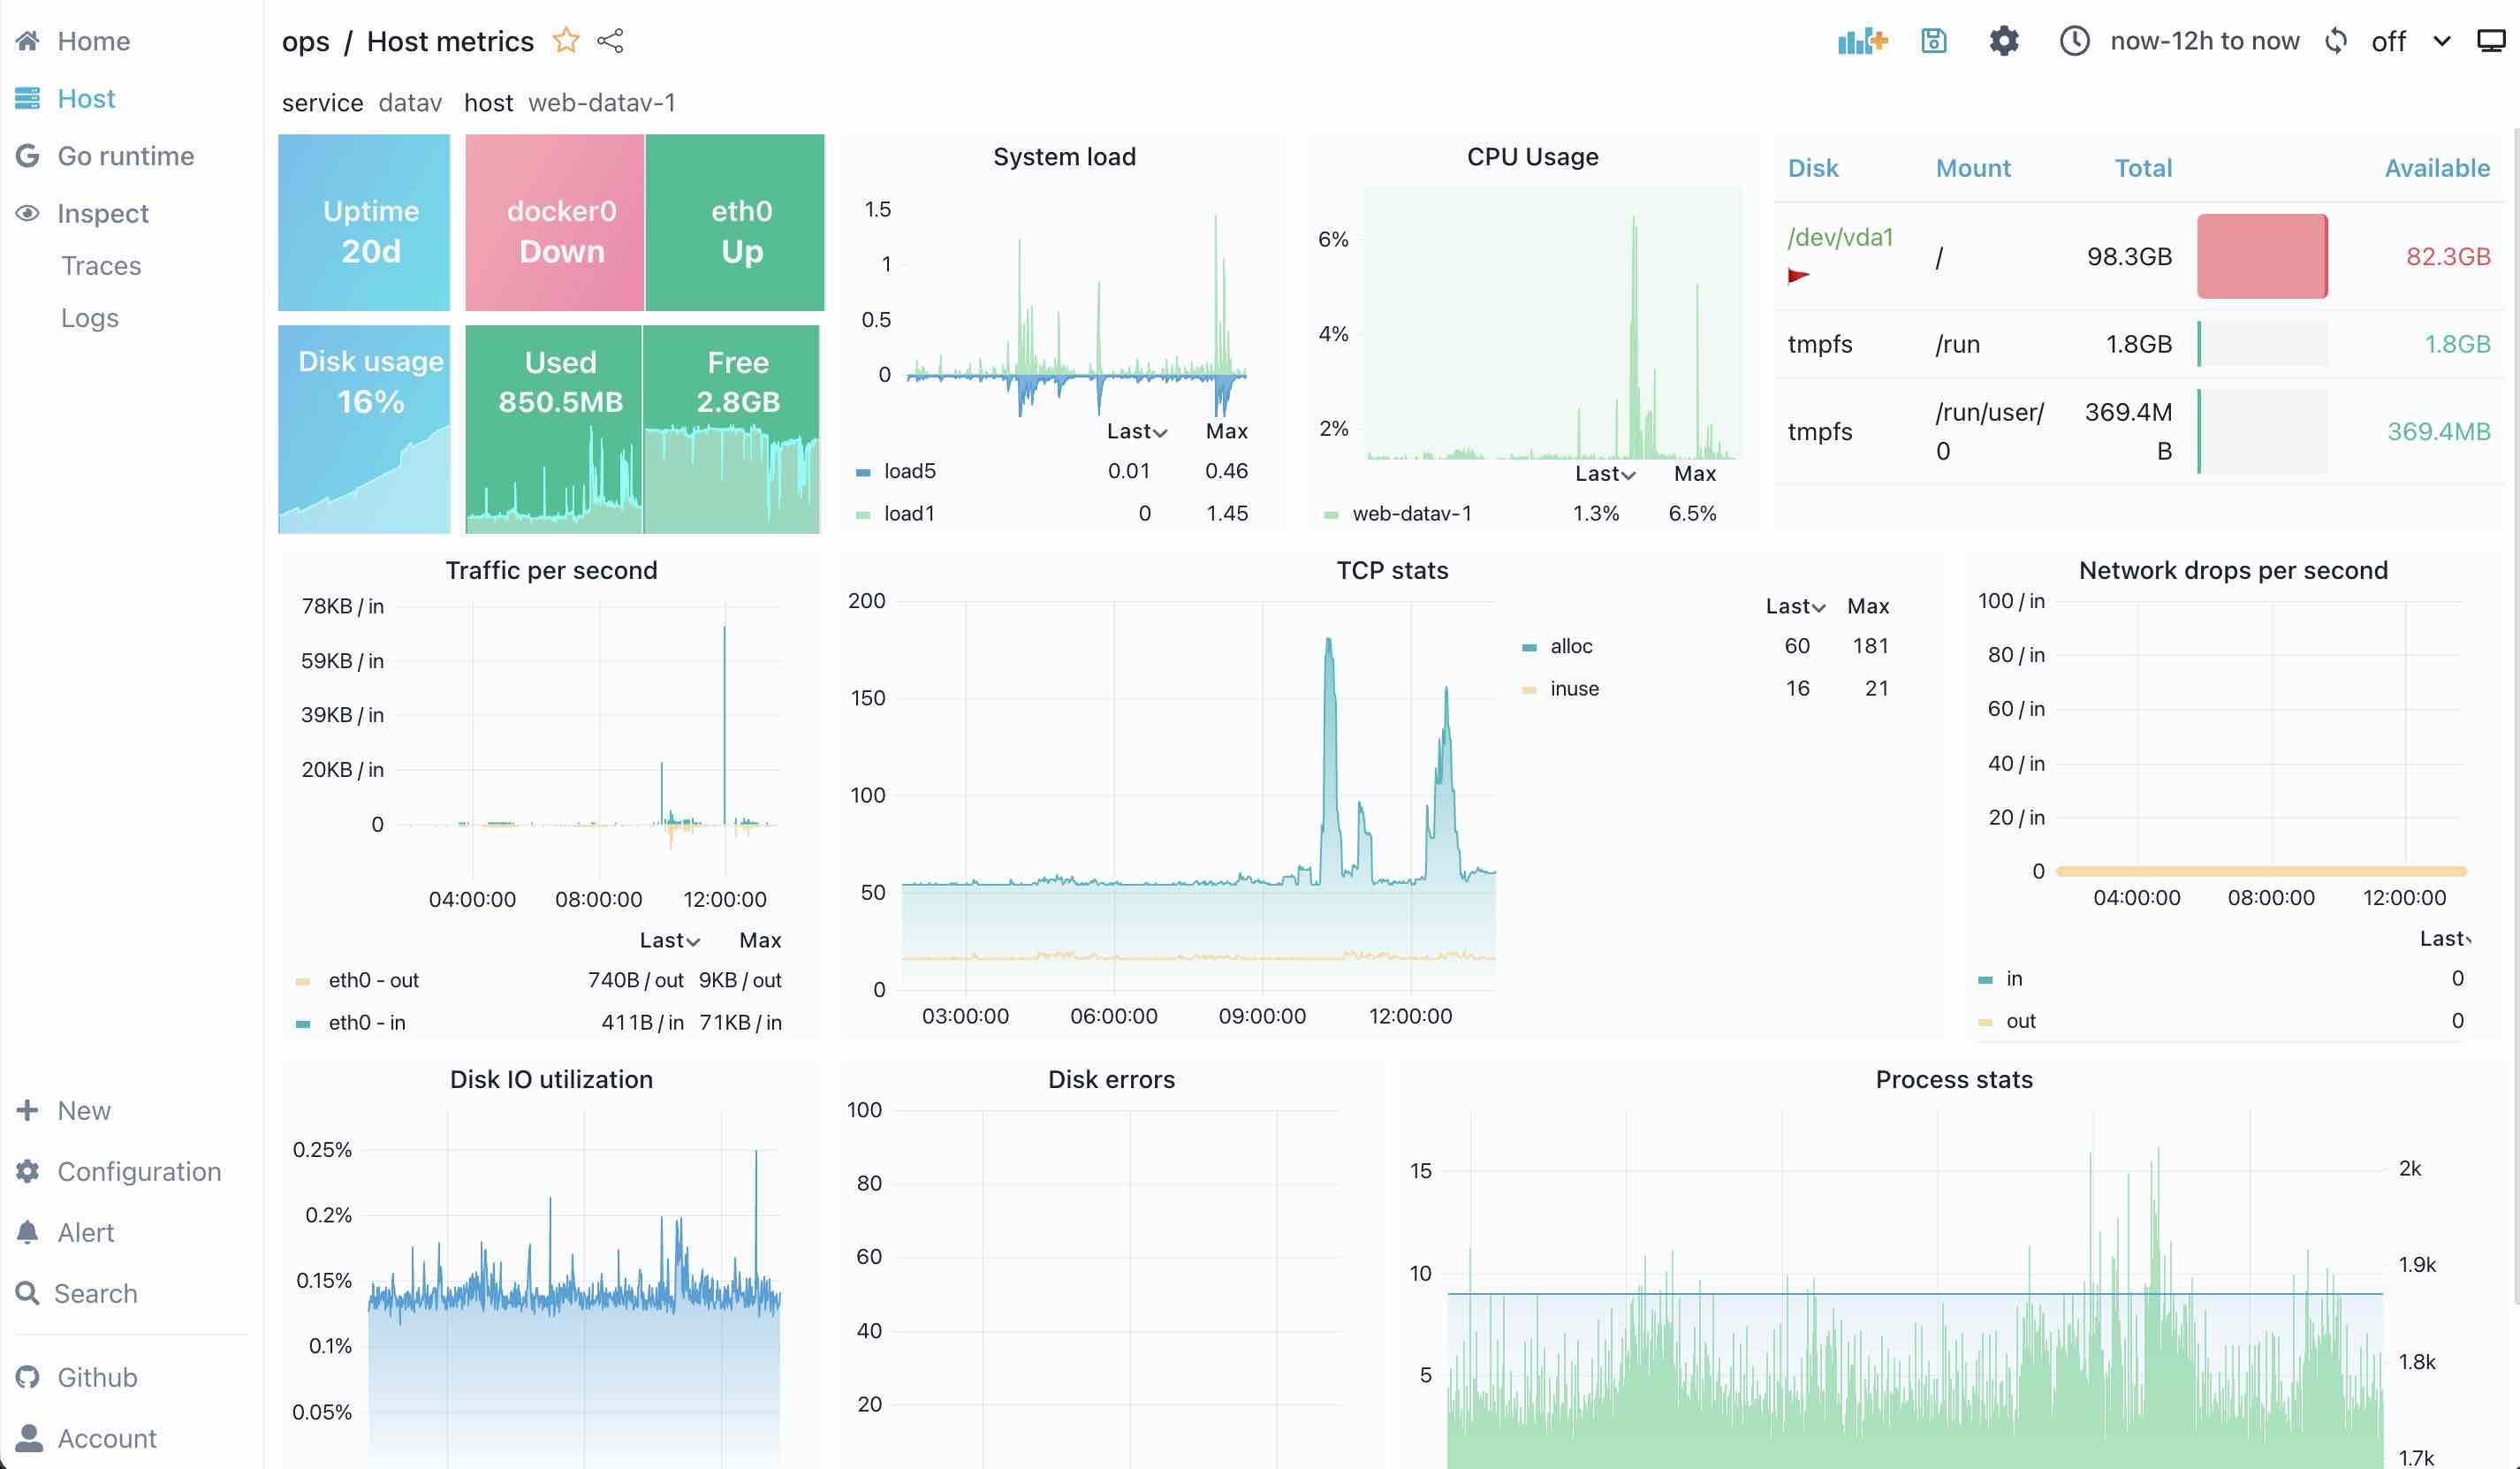 Home
Host
Go runtime
Inspect
Traces
Logs
New
Configuration
Alert
Search
Github
Account
ops / Host metrics
now-12h to now
off
service datav host web-datav-1
Uptime
20d
docker0
Down
eth0
Up
Disk usage
16%
Used
850.5MB
Free
2.8GB
System load
1.5
1
0.5
0
Last Max
load5 0.01 0.46
load1 0 1.45
CPU Usage
6%
4%
2%
Last Max
web-datav-1 1.3% 6.5%
Disk Mount Total Available
/dev/vda1 / 98.3GB 82.3GB
tmpfs /run 1.8GB 1.8GB
tmpfs /run/user/ 369.4M 369.4MB
0 B
Traffic per second
78KB / in
59KB / in
39KB / in
20KB / in
0
04:00:00 08:00:00 12:00:00
Last Max
eth0 - out 740B / out 9KB / out
eth0 - in 411B / in 71KB / in
TCP stats
200
150
100
50
0
03:00:00 06:00:00 09:00:00 12:00:00
Last Max
alloc 60 181
inuse 16 21
Network drops per second
100 / in
80 / in
60 / in
40 / in
20 / in
0
04:00:00 08:00:00 12:00:00
Last
in 0
out 0
Disk IO utilization
0.25%
0.2%
0.15%
0.1%
0.05%
Disk errors
100
80
60
40
20
Process stats
15
10
5
2k
1.9k
1.8k
1.7k